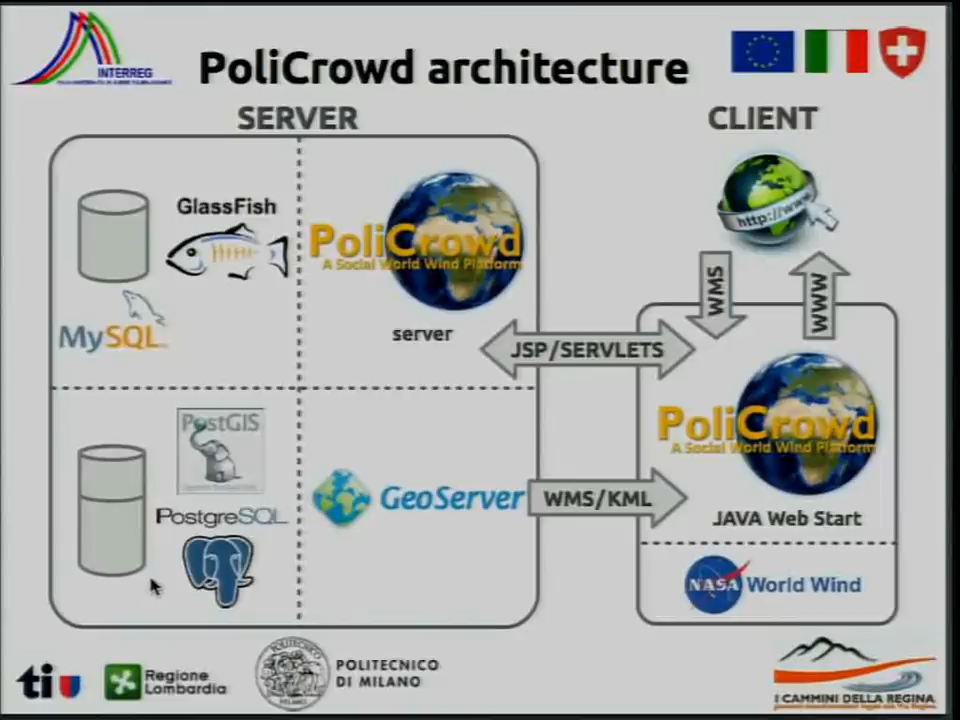 INTERREG
PoliCrowd architecture
SERVER
CLIENT
GlassFish
MySQL
PoliCrowd
A Social World Wind Platform
server
http://www
WMS
WWW
JSP/SERVLETS
PostGIS
PostgreSQL
GeoServer
WMS/KML
PoliCrowd
A Social World Wind Platform
JAVA Web Start
NASA World Wind
ti
Regione
Lombardia
POLITECNICO
DI MILANO
I CAMMINI DELLA REGINA